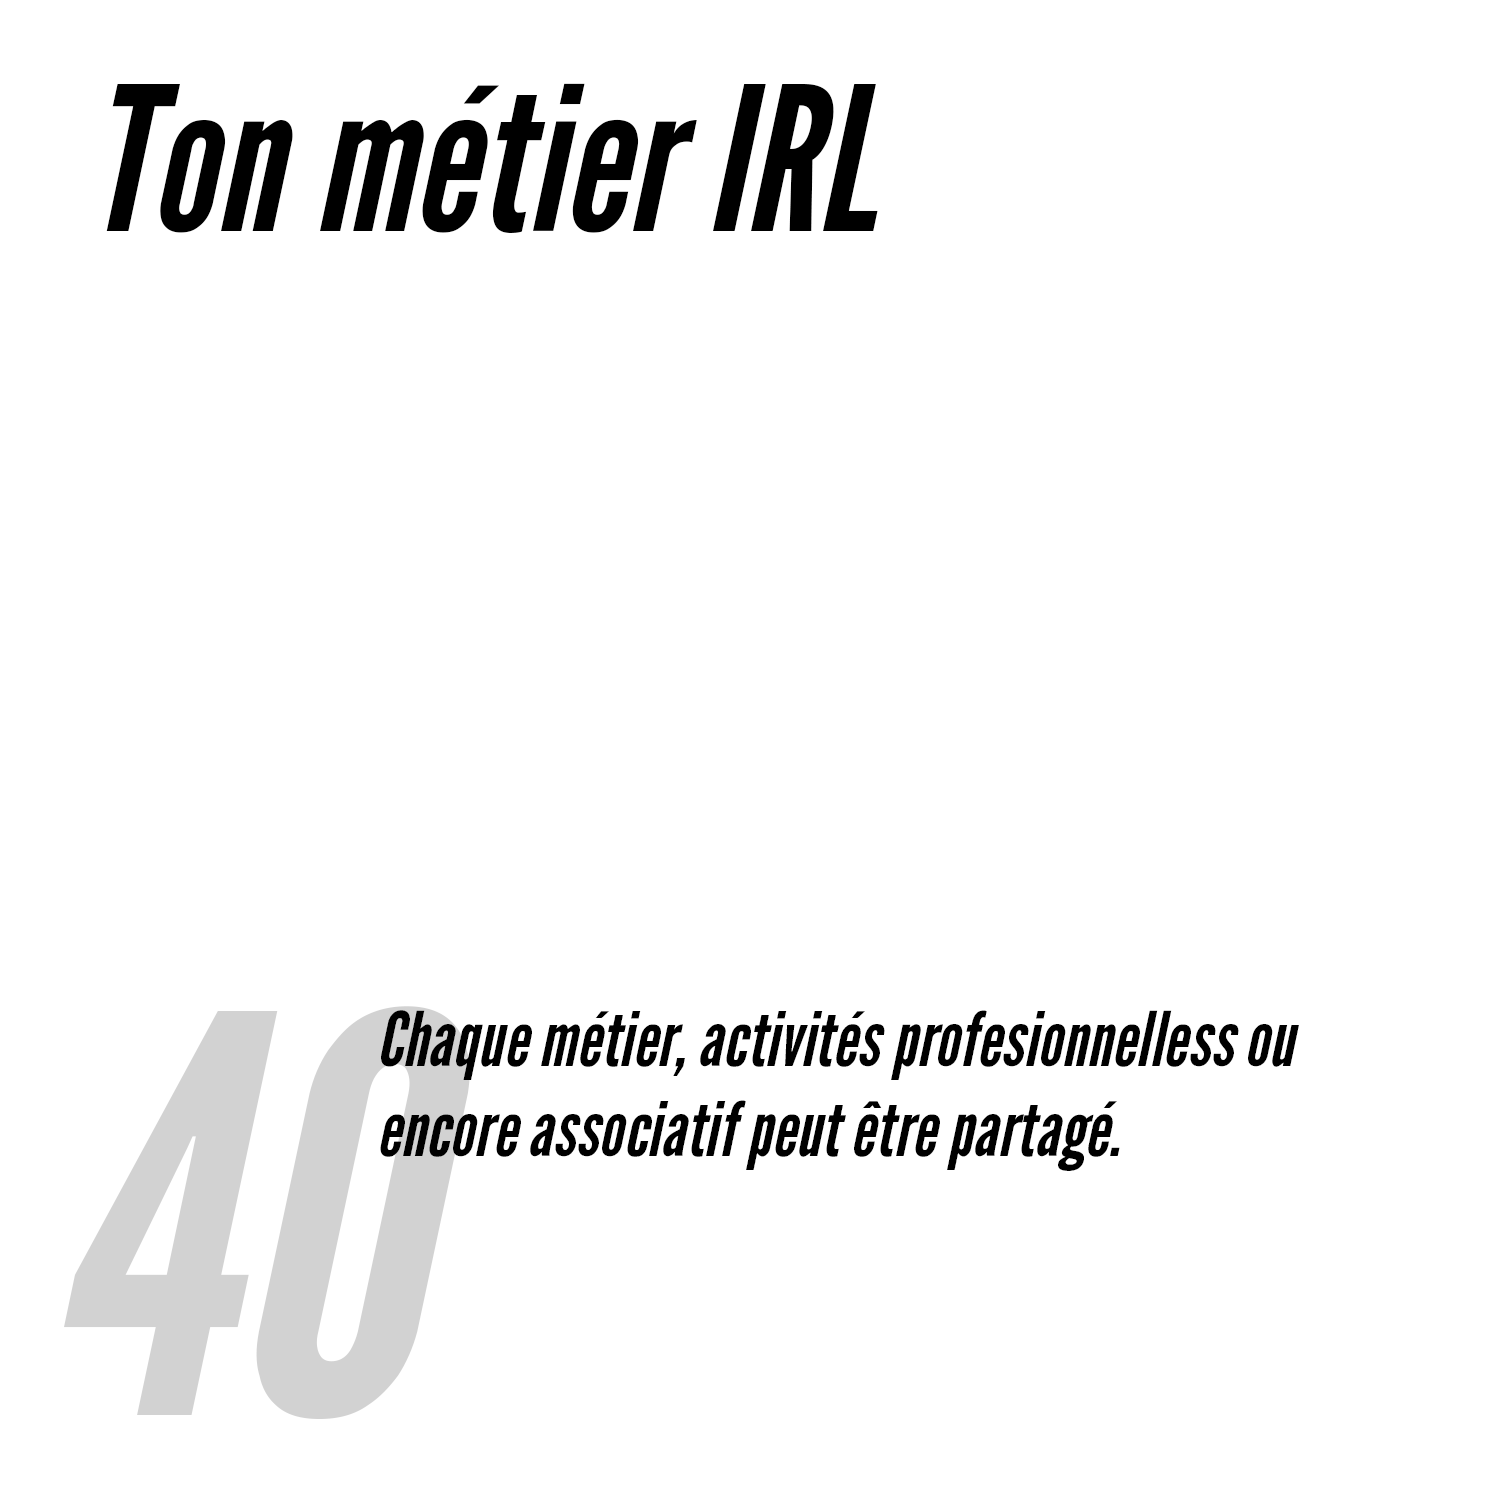 Ton métier IRL
Chaque métier, activités profesionnelless ou
encore associatif peut être partagé.
40